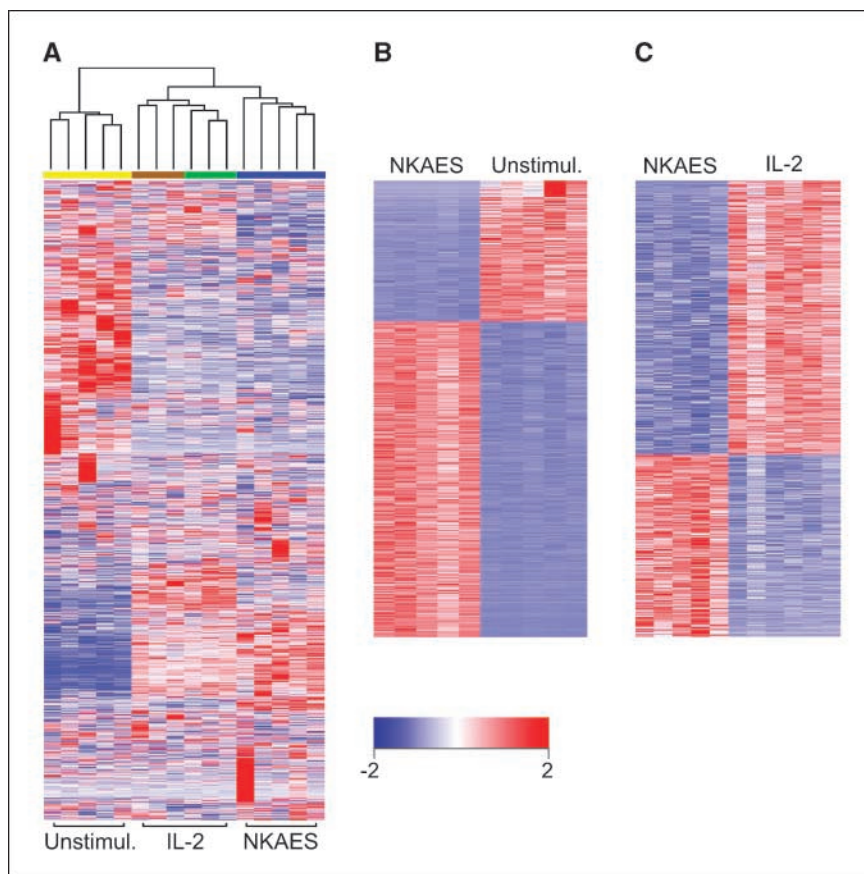 A
B
C
NKAES Unstimul.
NKAES IL-2
-2 2
Unstimul. IL-2 NKAES